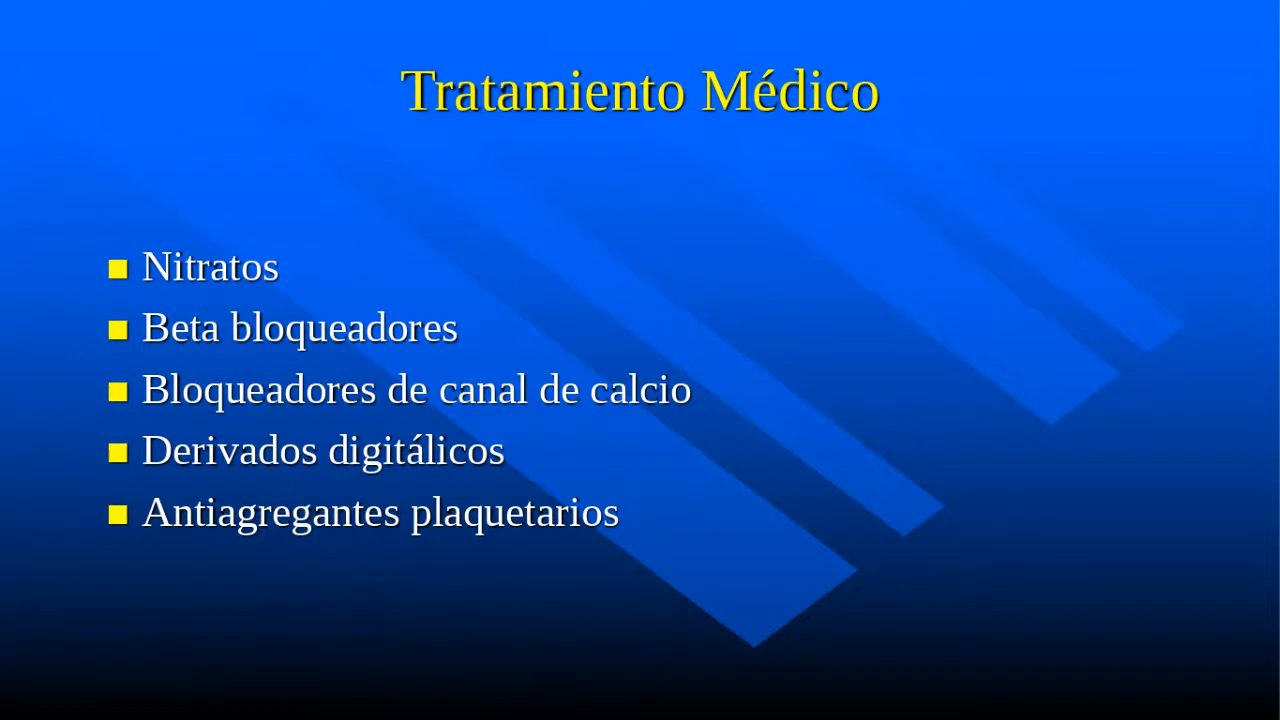 Tratamiento Médico
Nitratos
Beta bloqueadores
Bloqueadores de canal de calcio
Derivados digitálicos
Antiagregantes plaquetarios